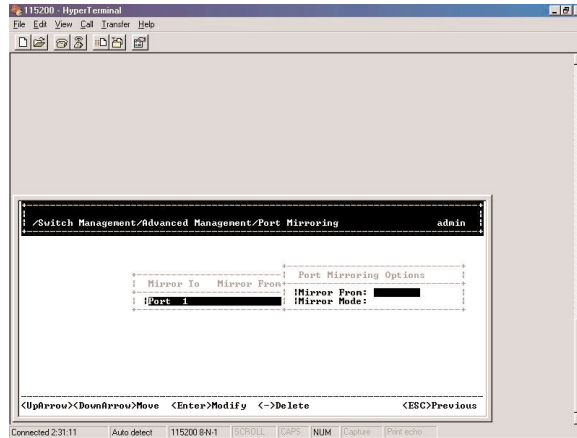 115200 - HyperTerminal
File Edit View Call Transfer Help
/Switch Management/Advanced Management/Port Mirroring admin
Port Mirroring Options
Mirror To Mirror From
Mirror From:
Port 1
Mirror Mode:
<UpArrow><DownArrow>Move <Enter>Modify <->Delete <ESC>Previous
Connected 2:31:11 Auto detect 115200 8-N-1 SCROLL CAPS NUM Capture Print echo